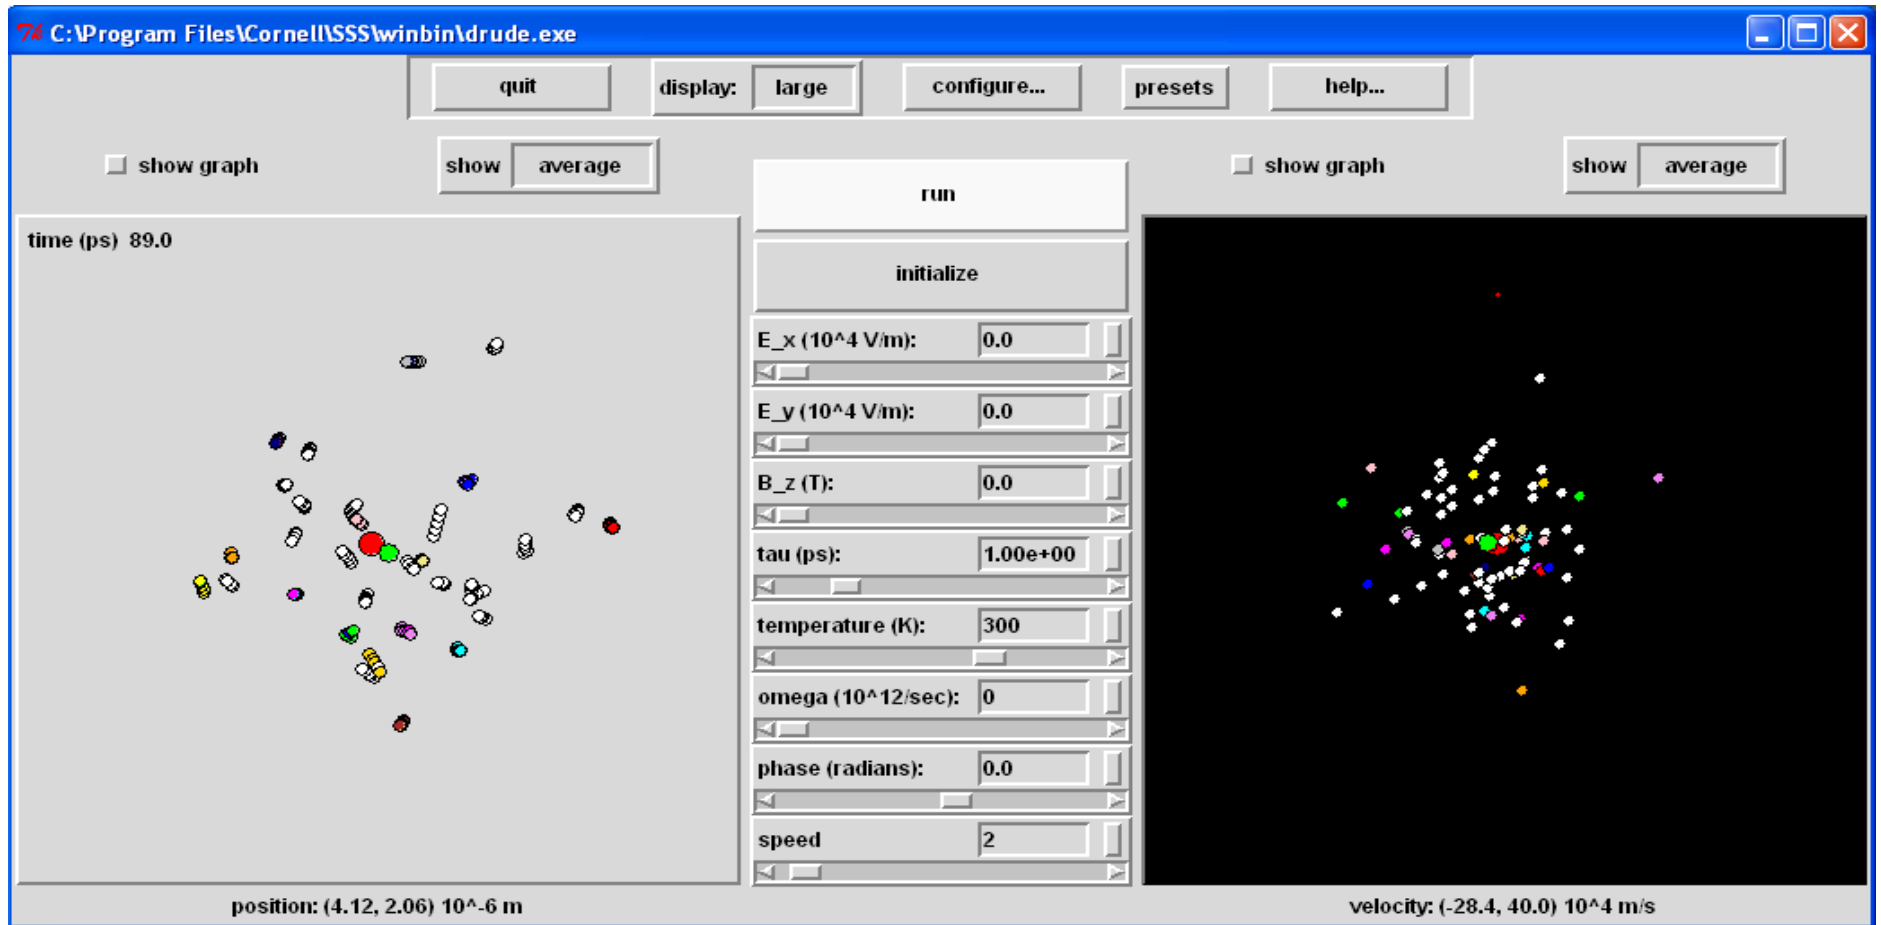 C:\Program Files\Cornell\SSS\winbin\drude.exe
quit display: large configure... presets help...
show graph show average
show graph show average
run
initialize
time (ps) 89.0
E_x (10^4 V/m): 0.0
E_y (10^4 V/m): 0.0
B_z (T): 0.0
tau (ps): 1.00e+00
temperature (K): 300
omega (10^12/sec): 0
phase (radians): 0.0
speed 2
position: (4.12, 2.06) 10^-6 m
velocity: (-28.4, 40.0) 10^4 m/s